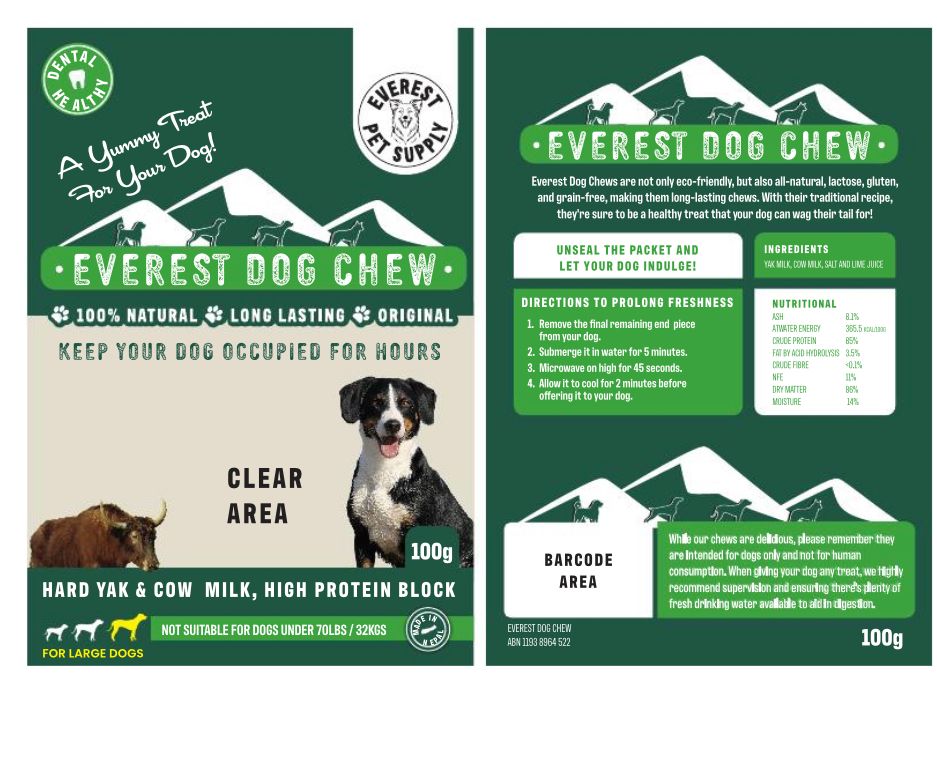 DENTAL
HEALTHY
EVEREST
PET SUPPLY
A Yummy Treat
For Your Dog!
• EVEREST DOG CHEW •
100% NATURAL LONG LASTING ORIGINAL
KEEP YOUR DOG OCCUPIED FOR HOURS
CLEAR
AREA
100g
HARD YAK & COW MILK, HIGH PROTEIN BLOCK
NOT SUITABLE FOR DOGS UNDER 70LBS / 32KGS
MADE IN
NEPAL
FOR LARGE DOGS
• EVEREST DOG CHEW •
Everest Dog Chews are not only eco-friendly, but also all-natural, lactose, gluten,
and grain-free, making them long-lasting chews. With their traditional recipe,
they're sure to be a healthy treat that your dog can wag their tail for!
UNSEAL THE PACKET AND
LET YOUR DOG INDULGE!
INGREDIENTS
YAK MILK, COW MILK, SALT AND LIME JUICE
DIRECTIONS TO PROLONG FRESHNESS
1. Remove the final remaining end piece
from your dog.
2. Submerge it in water for 5 minutes.
3. Microwave on high for 45 seconds.
4. Allow it to cool for 2 minutes before
offering it to your dog.
NUTRITIONAL
ASH 8.1%
ATWATER ENERGY 365.5 KCAL/100G
CRUDE PROTEIN 65%
FAT BY ACID HYDROLYSIS 3.5%
CRUDE FIBRE <0.1%
NFE 11%
DRY MATTER 86%
MOISTURE 14%
BARCODE
AREA
While our chews are delicious, please remember they
are intended for dogs only and not for human
consumption. When giving your dog any treat, we highly
recommend supervision and ensuring there's plenty of
fresh drinking water available to aid in digestion.
EVEREST DOG CHEW
ABN 1193 8964 522
100g